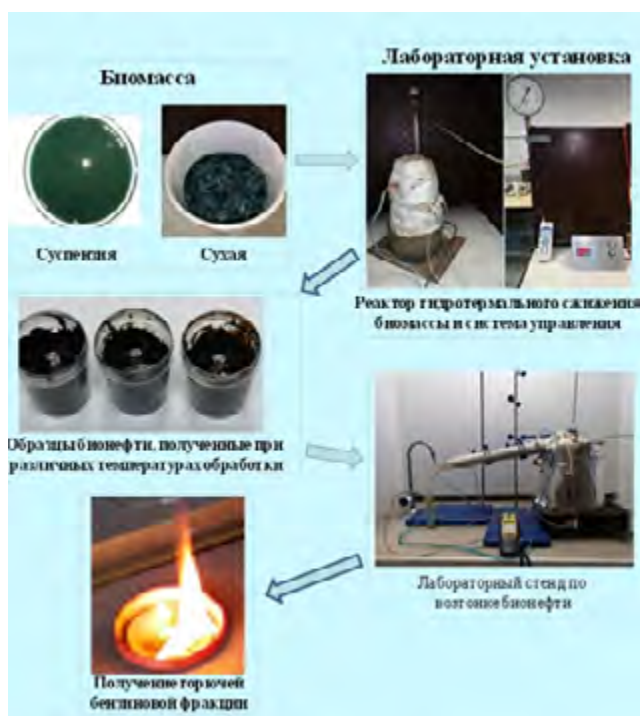 Биомасса
Лабораторная установка
Суспензия
Сухая
Реактор гидротермального сжижения
биомассы и система управления
Образцы бионефти, полученные при
различных температурах обработки
Лабораторный стенд по
возгонке бионефти
Получение горючей
бензиновой фракции